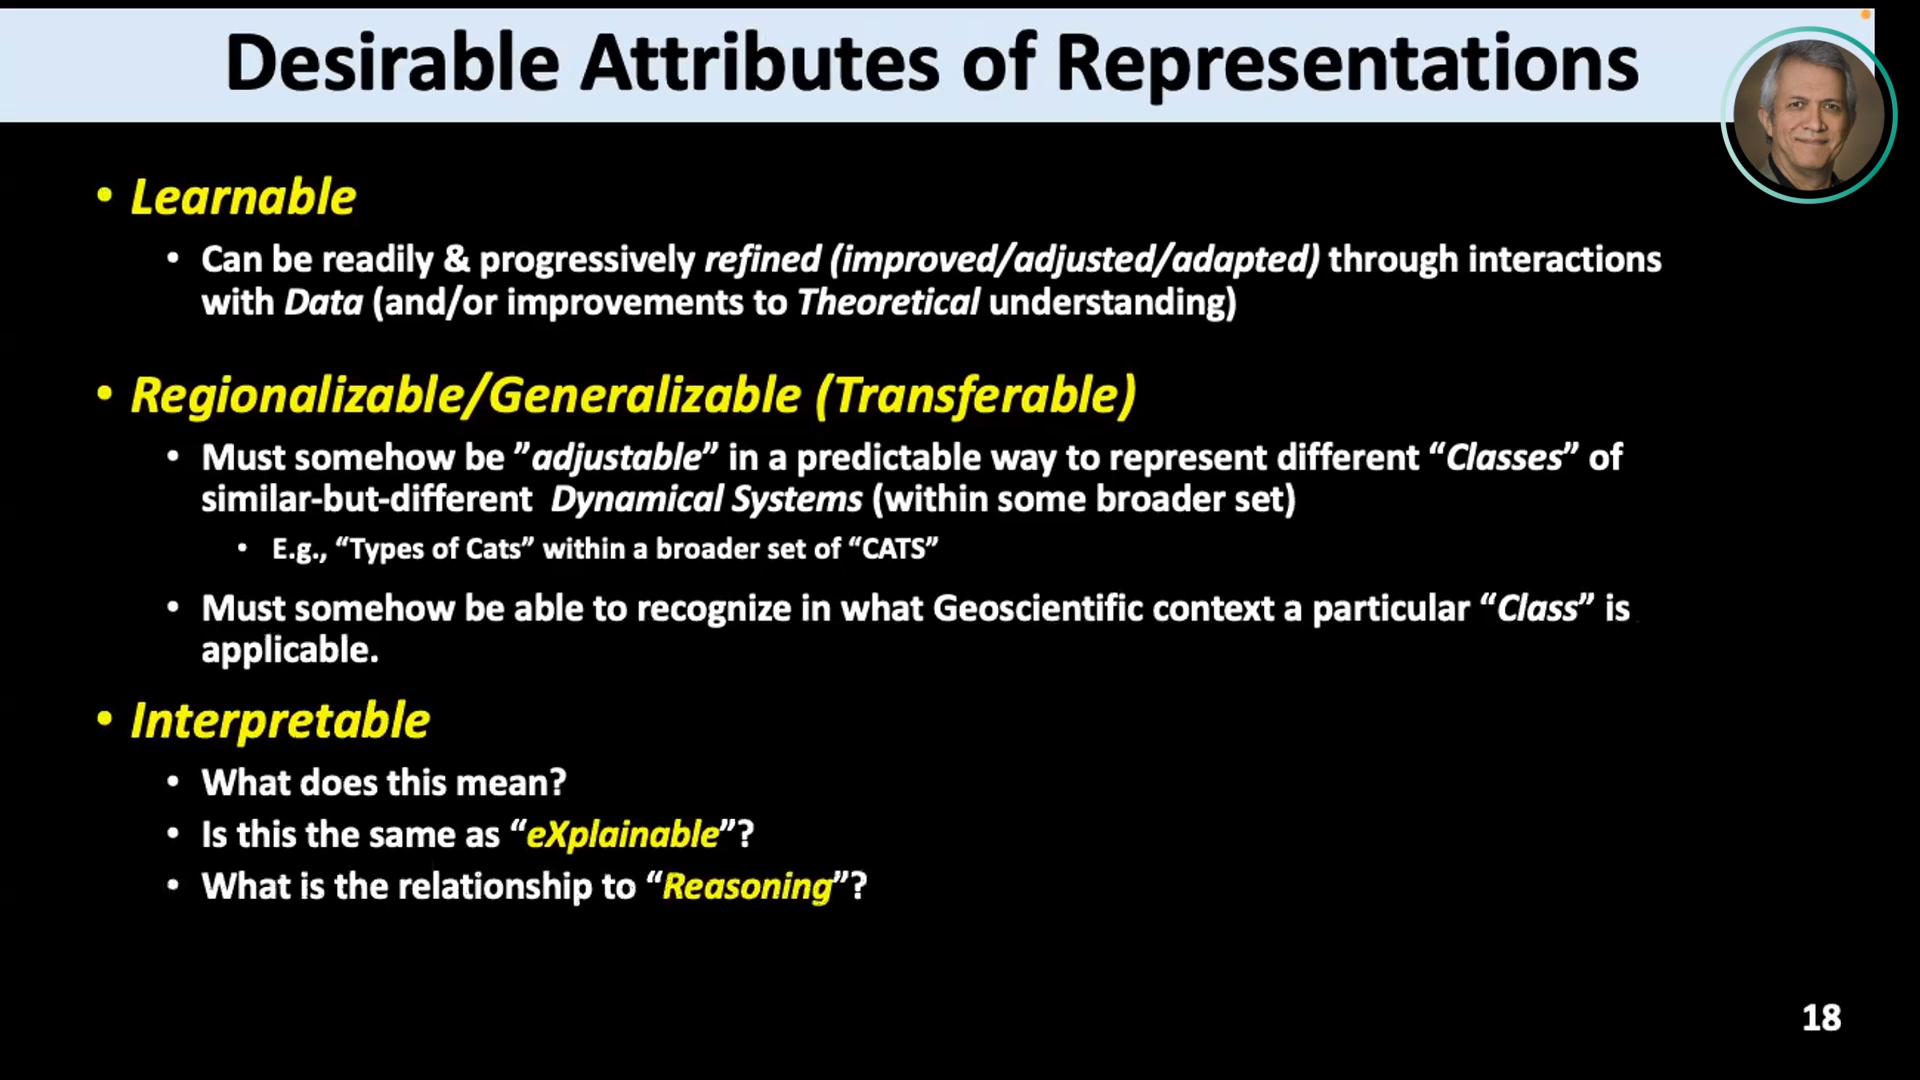 Desirable Attributes of Representations
• Learnable
• Can be readily & progressively refined (improved/adjusted/adapted) through interactions
with Data (and/or improvements to Theoretical understanding)
• Regionalizable/Generalizable (Transferable)
• Must somehow be ”adjustable” in a predictable way to represent different “Classes” of
similar-but-different Dynamical Systems (within some broader set)
• E.g., “Types of Cats” within a broader set of “CATS”
• Must somehow be able to recognize in what Geoscientific context a particular “Class” is
applicable.
• Interpretable
• What does this mean?
• Is this the same as “eXplainable”?
• What is the relationship to “Reasoning”?
18